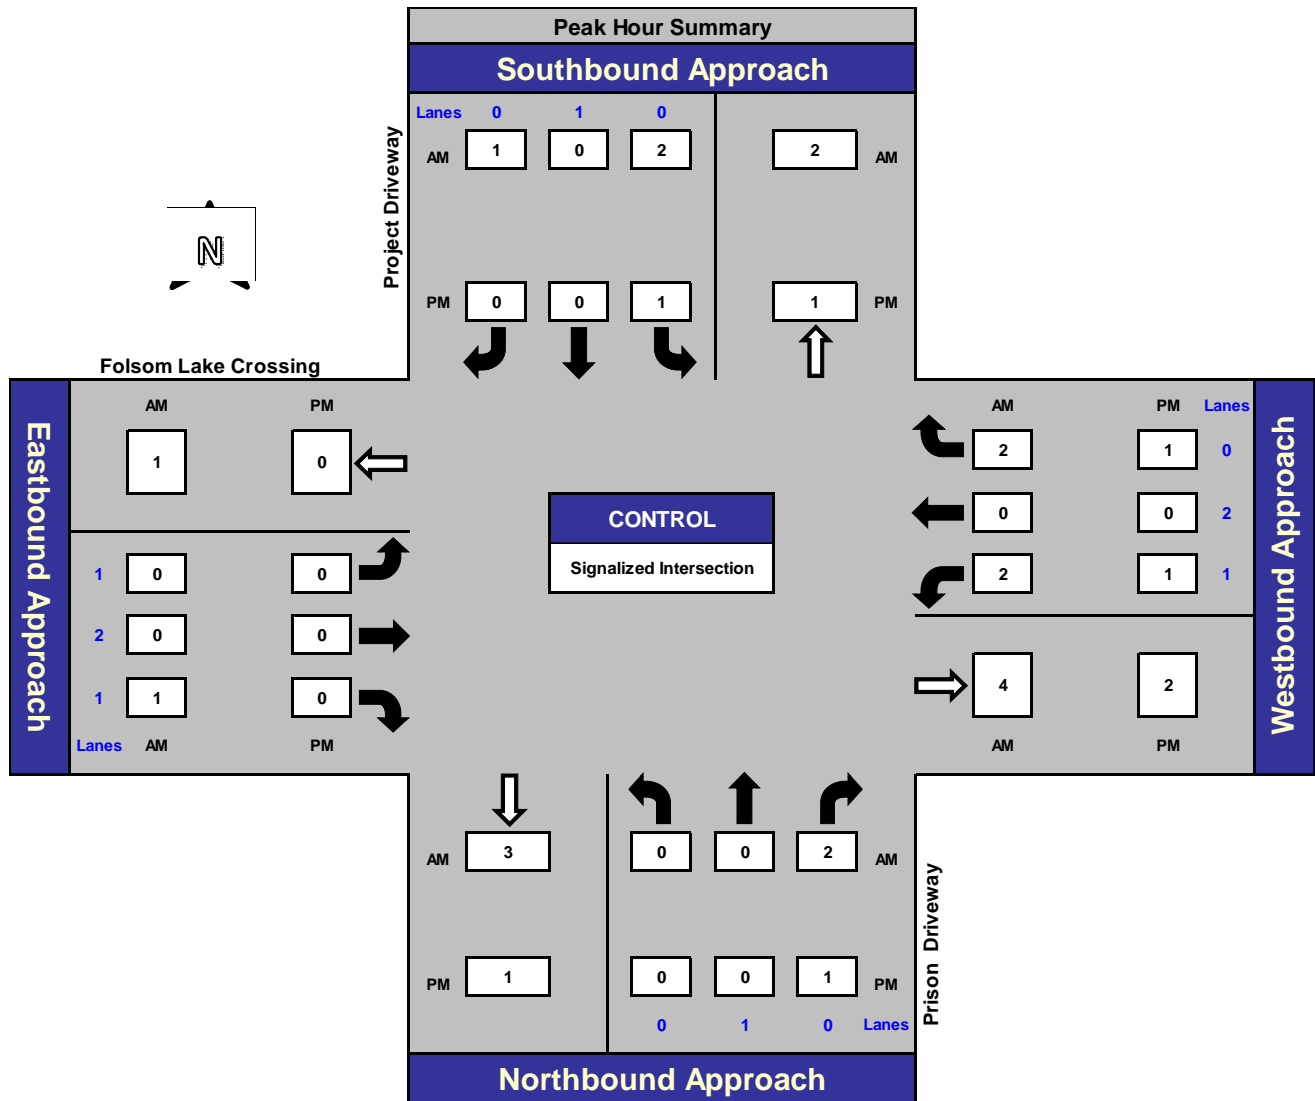 Peak Hour Summary
Southbound Approach
Lanes 0 1 0
AM 1 0 2 2 AM
Project Driveway
N
PM 0 0 1 1 PM
Folsom Lake Crossing
AM PM
1 0
Eastbound Approach
1 0 0
2 0 0
1 1 0
Lanes AM PM
CONTROL
Signalized Intersection
AM PM Lanes
2 1 0
0 0 2
2 1 1
Westbound Approach
4 2
AM PM
AM 3 0 0 2 AM
PM 1 0 0 1 PM
Prison Driveway
0 1 0 Lanes
Northbound Approach